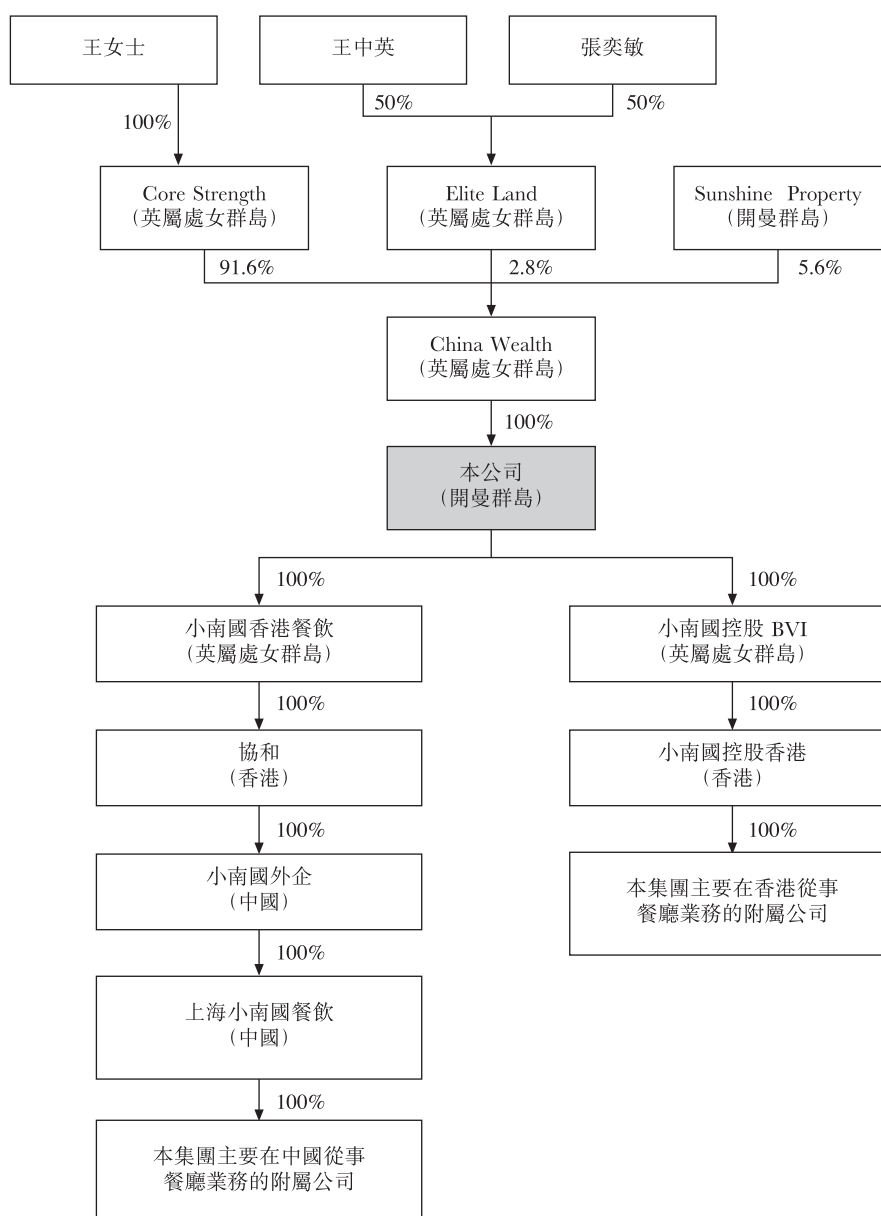 王女士
王中英
張奕敏
100%
50%
50%
Core Strength
(英屬處女群島)
Elite Land
(英屬處女群島)
Sunshine Property
(開曼群島)
91.6%
2.8%
5.6%
China Wealth
(英屬處女群島)
100%
本公司
(開曼群島)
100%
100%
小南國香港餐飲
(英屬處女群島)
小南國控股 BVI
(英屬處女群島)
100%
100%
協和
(香港)
小南國控股香港
(香港)
100%
100%
小南國外企
(中國)
本集團主要在香港從事
餐廳業務的附屬公司
100%
上海小南國餐飲
(中國)
100%
本集團主要在中國從事
餐廳業務的附屬公司